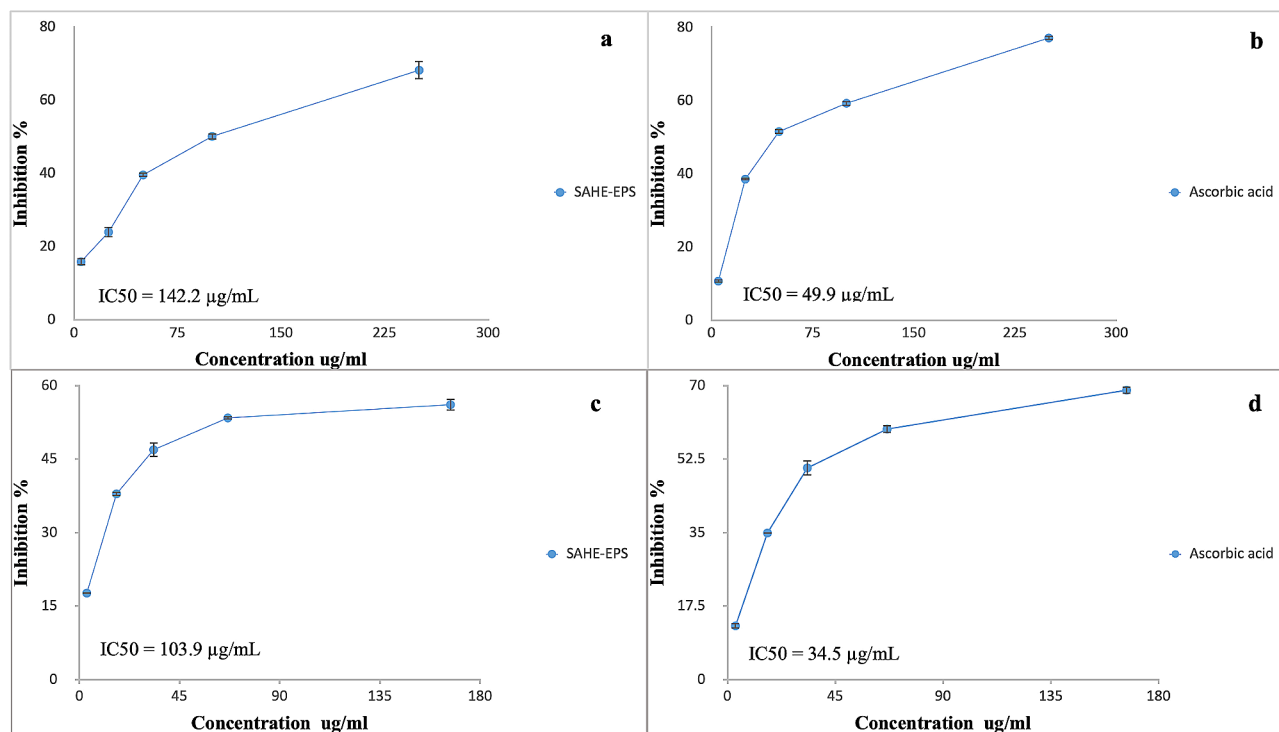 a
80
60
40
20
0
Inhibition %
SAHE-EPS
IC50 = 142.2 µg/mL
0 75 150 225 300
Concentration ug/ml
b
80
60
40
20
0
Inhibition %
Ascorbic acid
IC50 = 49.9 µg/mL
0 75 150 225 300
Concentration ug/ml
c
60
45
30
15
0
Inhibition %
SAHE-EPS
IC50 = 103.9 µg/mL
0 45 90 135 180
Concentration ug/ml
d
70
52.5
35
17.5
0
Inhibition %
Ascorbic acid
IC50 = 34.5 µg/mL
0 45 90 135 180
Concentration ug/ml